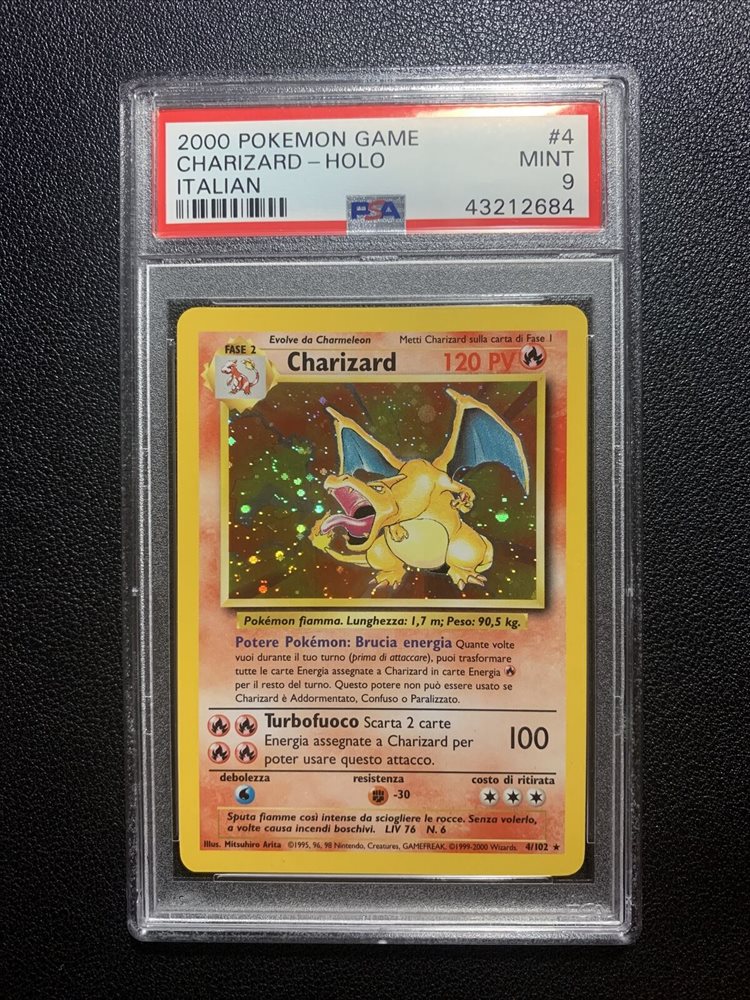 2000 POKEMON GAME #4
CHARIZARD – HOLO MINT
ITALIAN 9
PSA 43212684
Evolve da Charmeleon Metti Charizard sulla carta di Fase 1
FASE 2
Charizard 120 PV
Pokémon fiamma. Lunghezza: 1,7 m; Peso: 90,5 kg.
Potere Pokémon: Brucia energia Quante volte
vuoi durante il tuo turno (prima di attaccare), puoi trasformare
tutte le carte Energia assegnate a Charizard in carte Energia
per il resto del turno. Questo potere non può essere usato se
Charizard è Addormentato, Confuso o Paralizzato.
Turbofuoco Scarta 2 carte
Energia assegnate a Charizard per
poter usare questo attacco.
100
debolezza resistenza costo di ritirata
-30
Sputa fiamme così intense da sciogliere le rocce. Senza volerlo,
a volte causa incendi boschivi. LIV 76 N. 6
Illus. Mitsuhiro Arita ©1995, 96, 98 Nintendo, Creatures, GAMEFREAK. ©1999-2000 Wizards. 4/102 ★